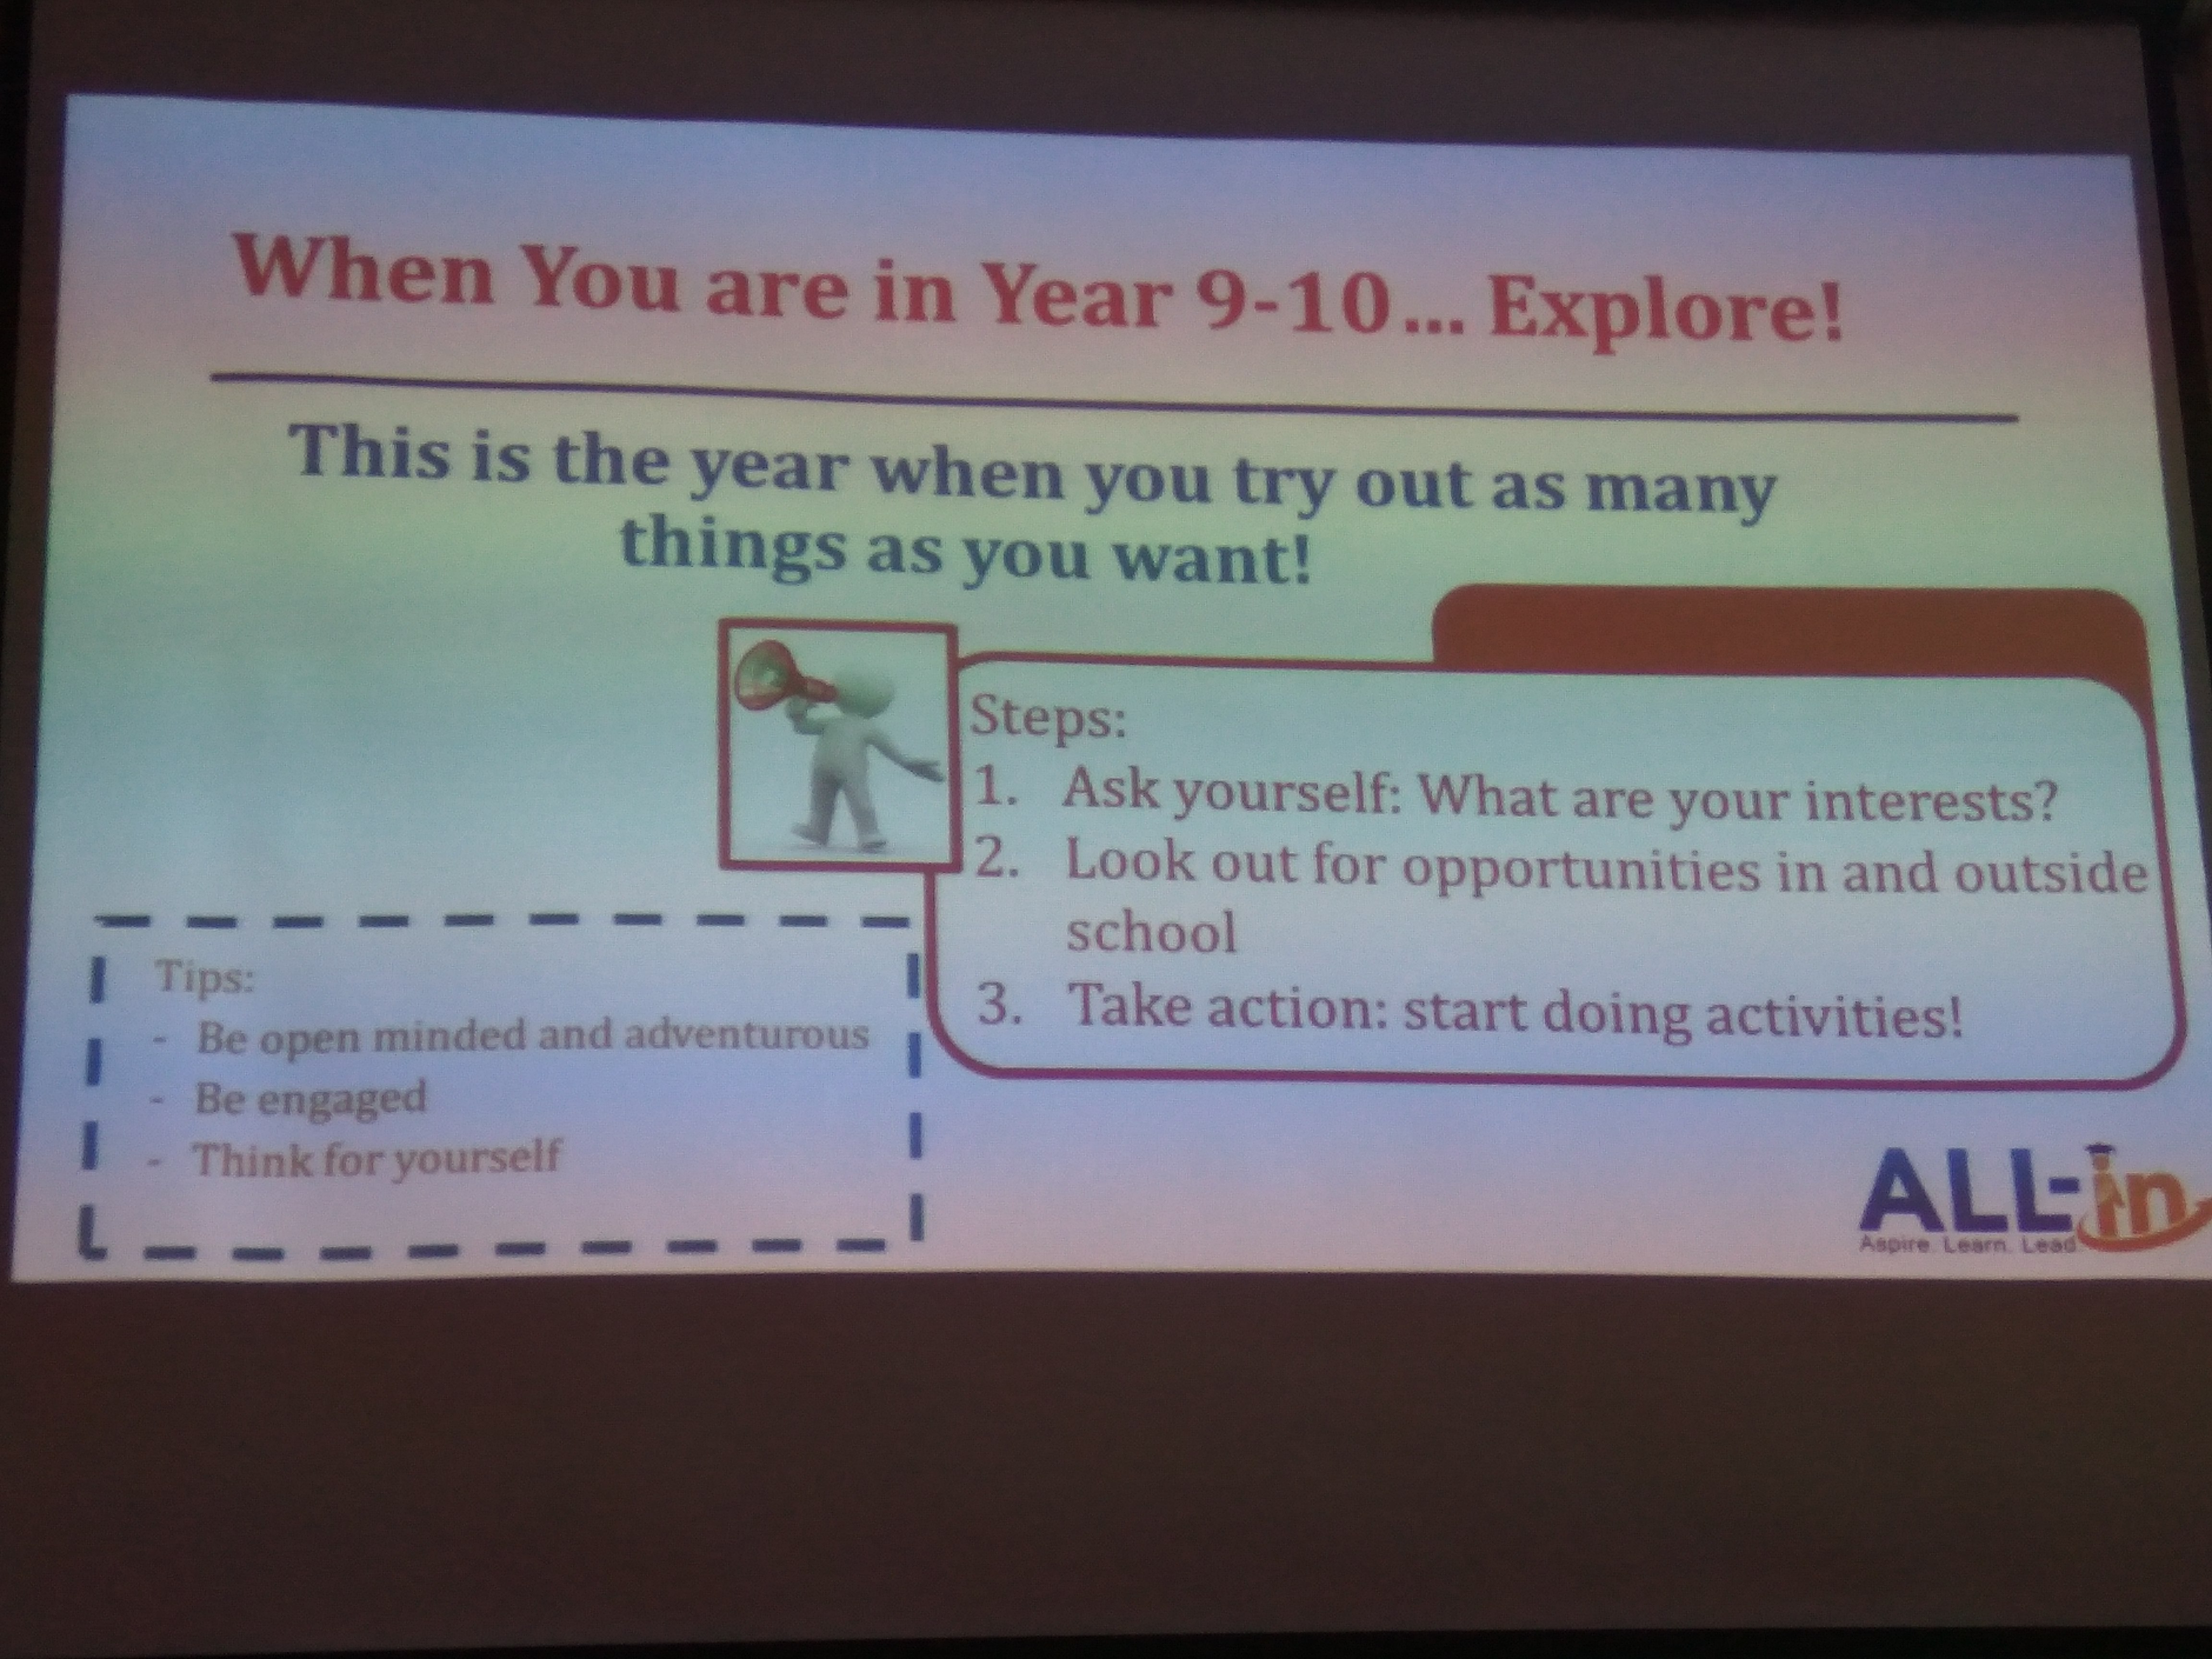 When You are in Year 9-10... Explore!
This is the year when you try out as many
things as you want!
Steps:
1. Ask yourself: What are your interests?
2. Look out for opportunities in and outside
school
3. Take action: start doing activities!
Tips:
- Be open minded and adventurous
- Be engaged
- Think for yourself
ALL-in
Aspire. Learn. Lead